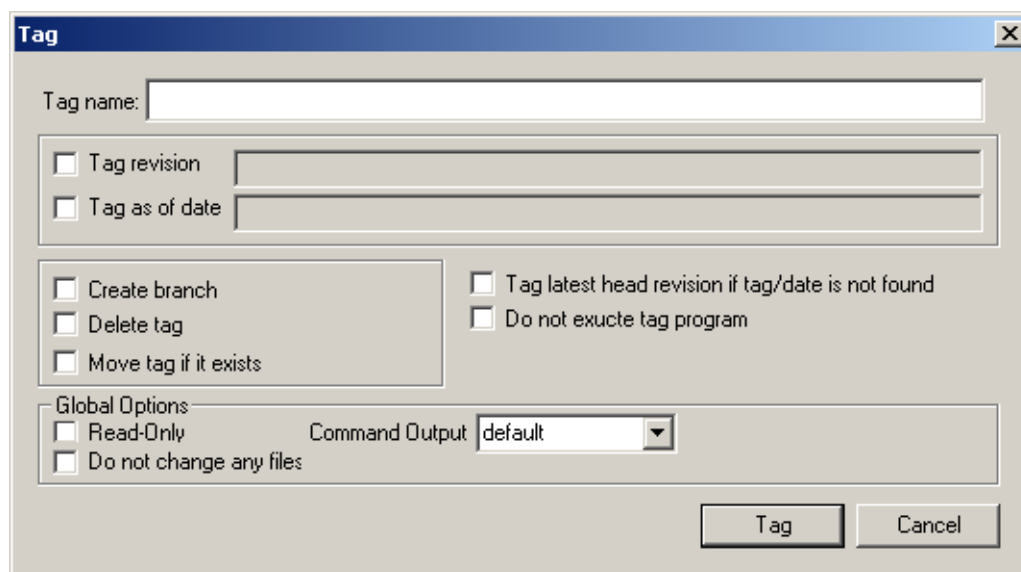 Tag
Tag name:
Tag revision
Tag as of date
Create branch
Delete tag
Move tag if it exists
Tag latest head revision if tag/date is not found
Do not exucte tag program
Global Options
Read-Only
Command Output default
Do not change any files
Tag Cancel